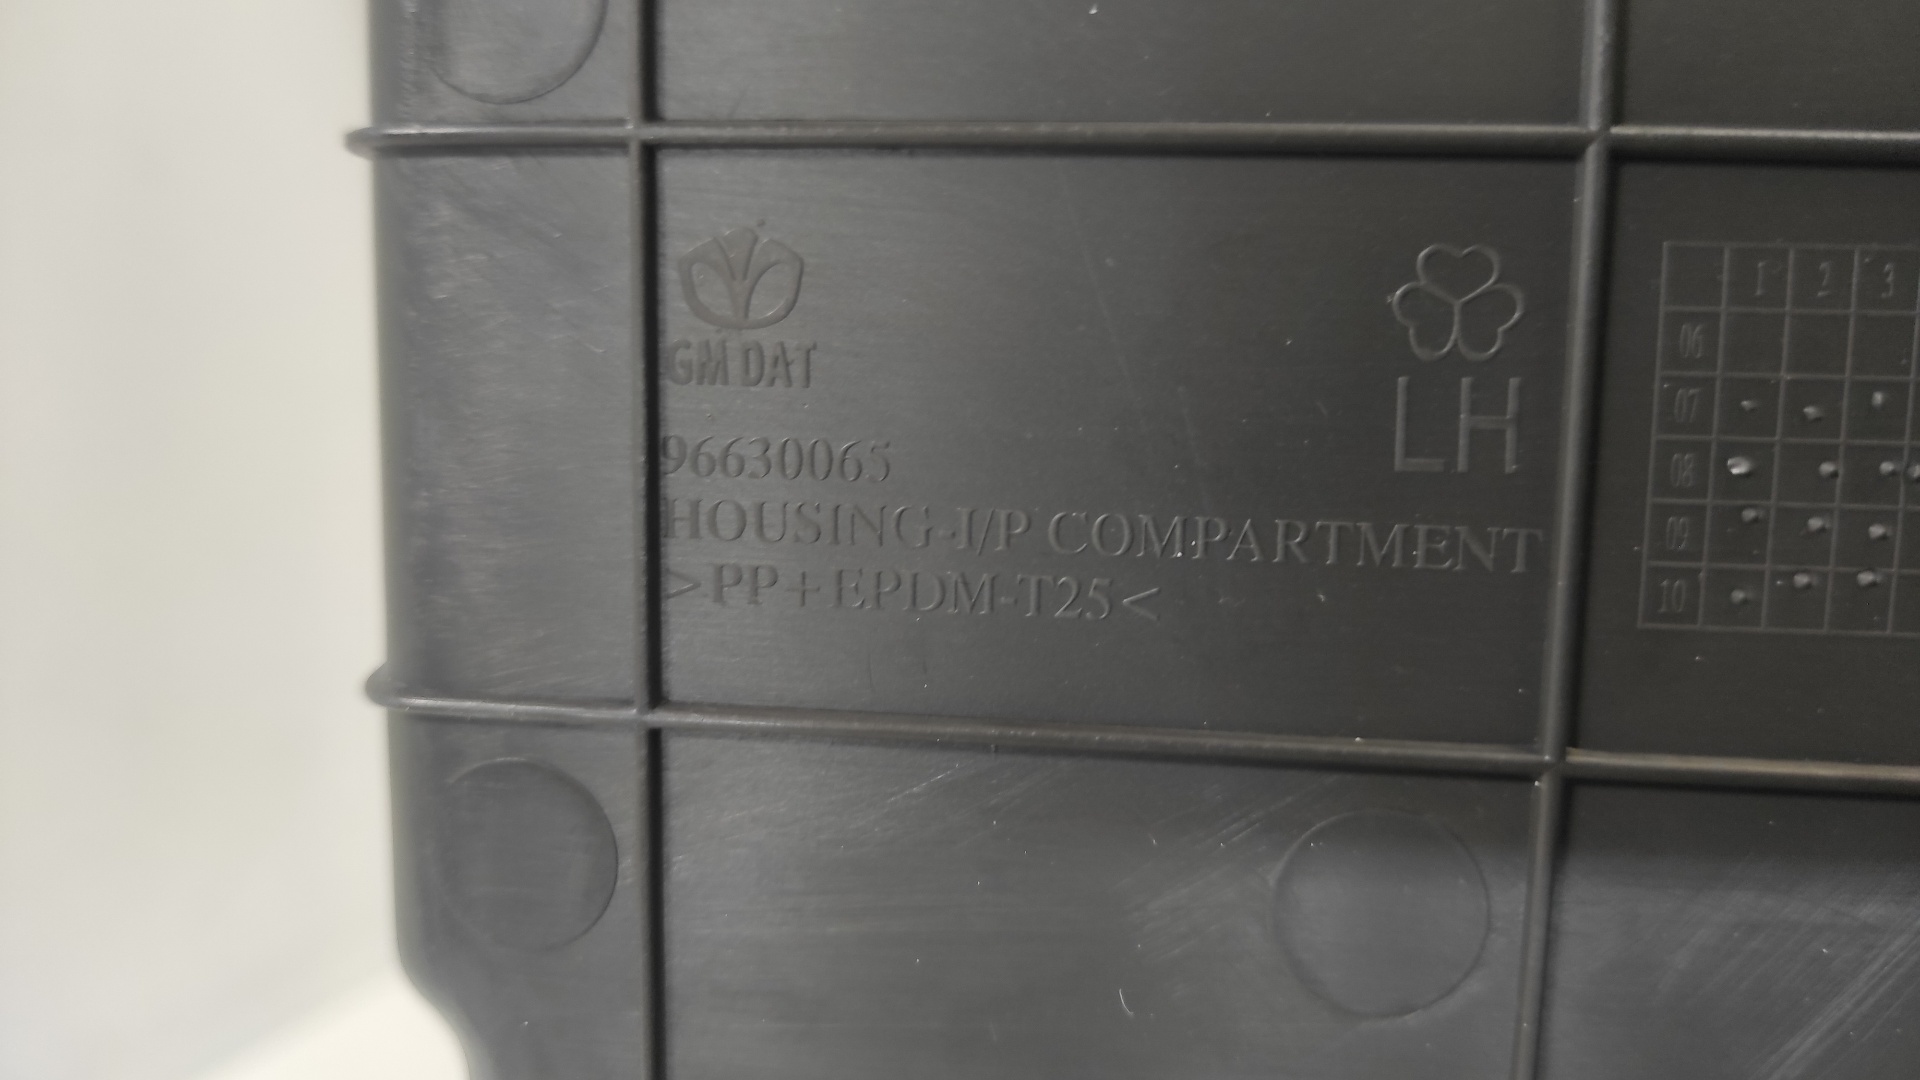 GM DAT
LH
96630065
HOUSING-I/P COMPARTMENT
>PP+EPDM-T25<
1 2 3
06
07
08
09
10